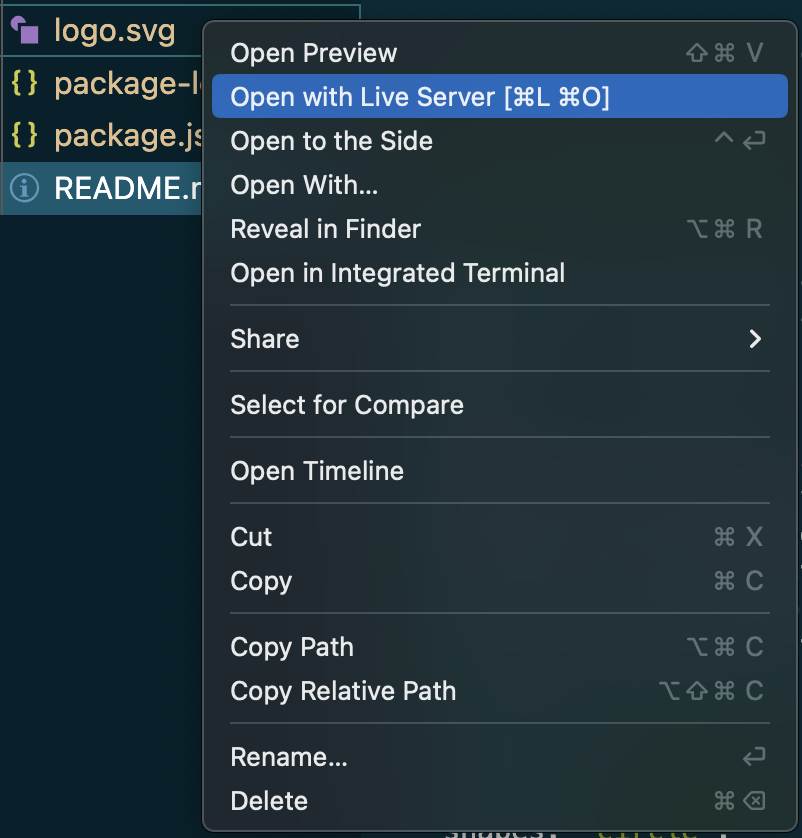 logo.svg
package-l
package.js
README.m
Open Preview ⇧⌘ V
Open with Live Server [⌘L ⌘O]
Open to the Side ^ ↩
Open With...
Reveal in Finder ⌥⌘ R
Open in Integrated Terminal
Share
Select for Compare
Open Timeline
Cut ⌘ X
Copy ⌘ C
Copy Path ⌥⌘ C
Copy Relative Path ⌥⇧⌘ C
Rename... ↩
Delete ⌘ ⌫